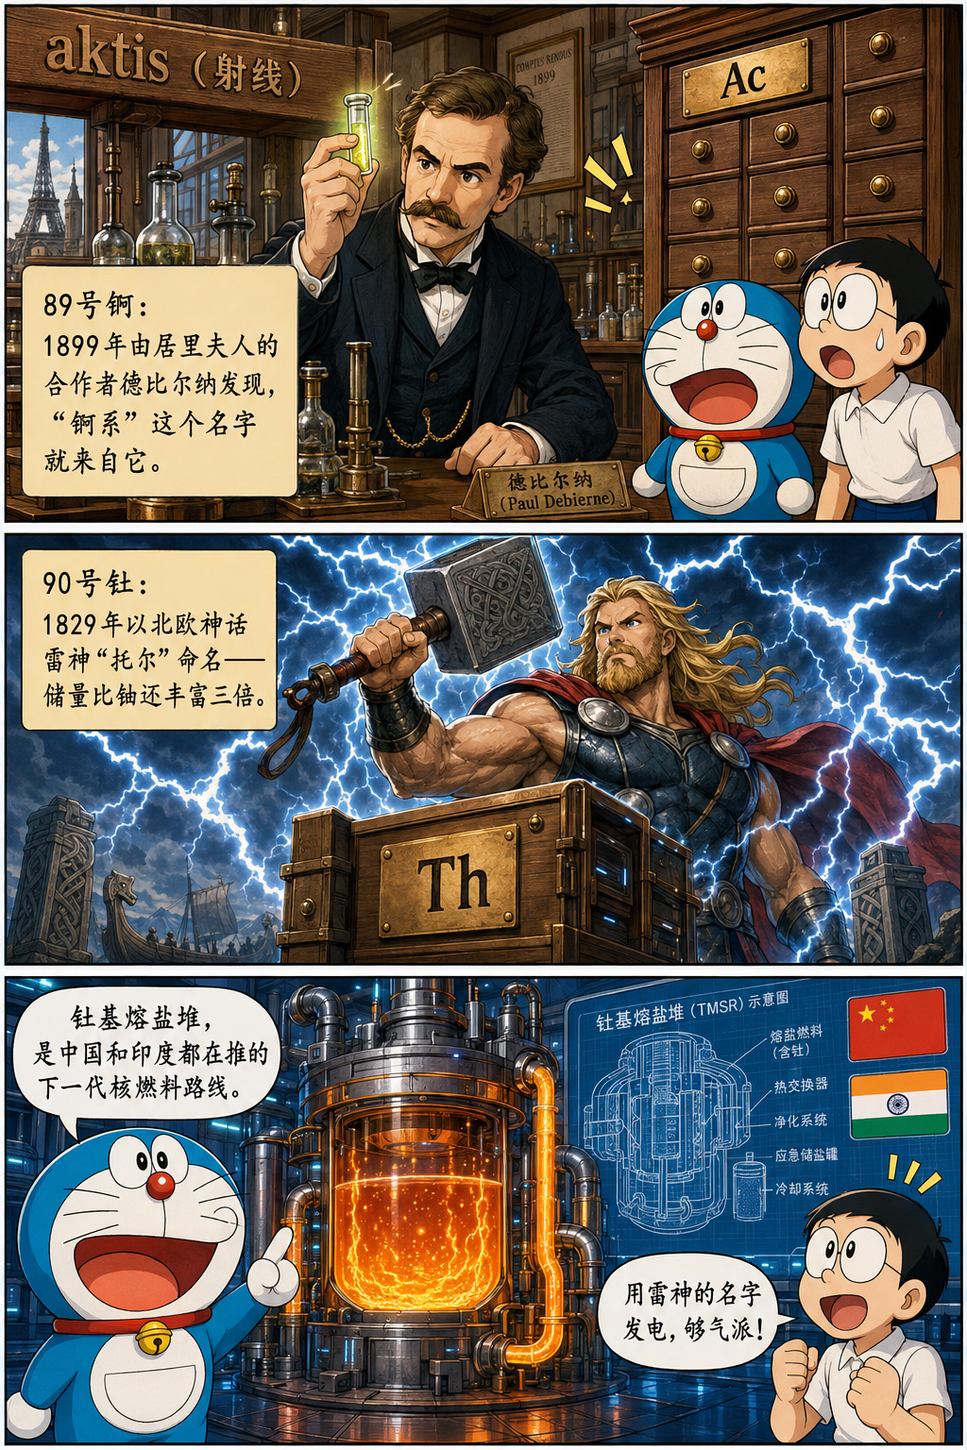 aktis（射线）
COMPTES RENDUS
1899
Ac
89号锕：
1899年由居里夫人的
合作者德比尔纳发现，
“锕系”这个名字
就来自它。
德比尔纳
（Paul Debierne）
90号钍：
1829年以北欧神话
雷神“托尔”命名——
储量比铀还丰富三倍。
Th
钍基熔盐堆，
是中国和印度都在推的
下一代核燃料路线。
钍基熔盐堆（TMSR）示意图
熔盐燃料
（含钍）
热交换器
净化系统
应急储盐罐
冷却系统
用雷神的名字
发电，够气派！